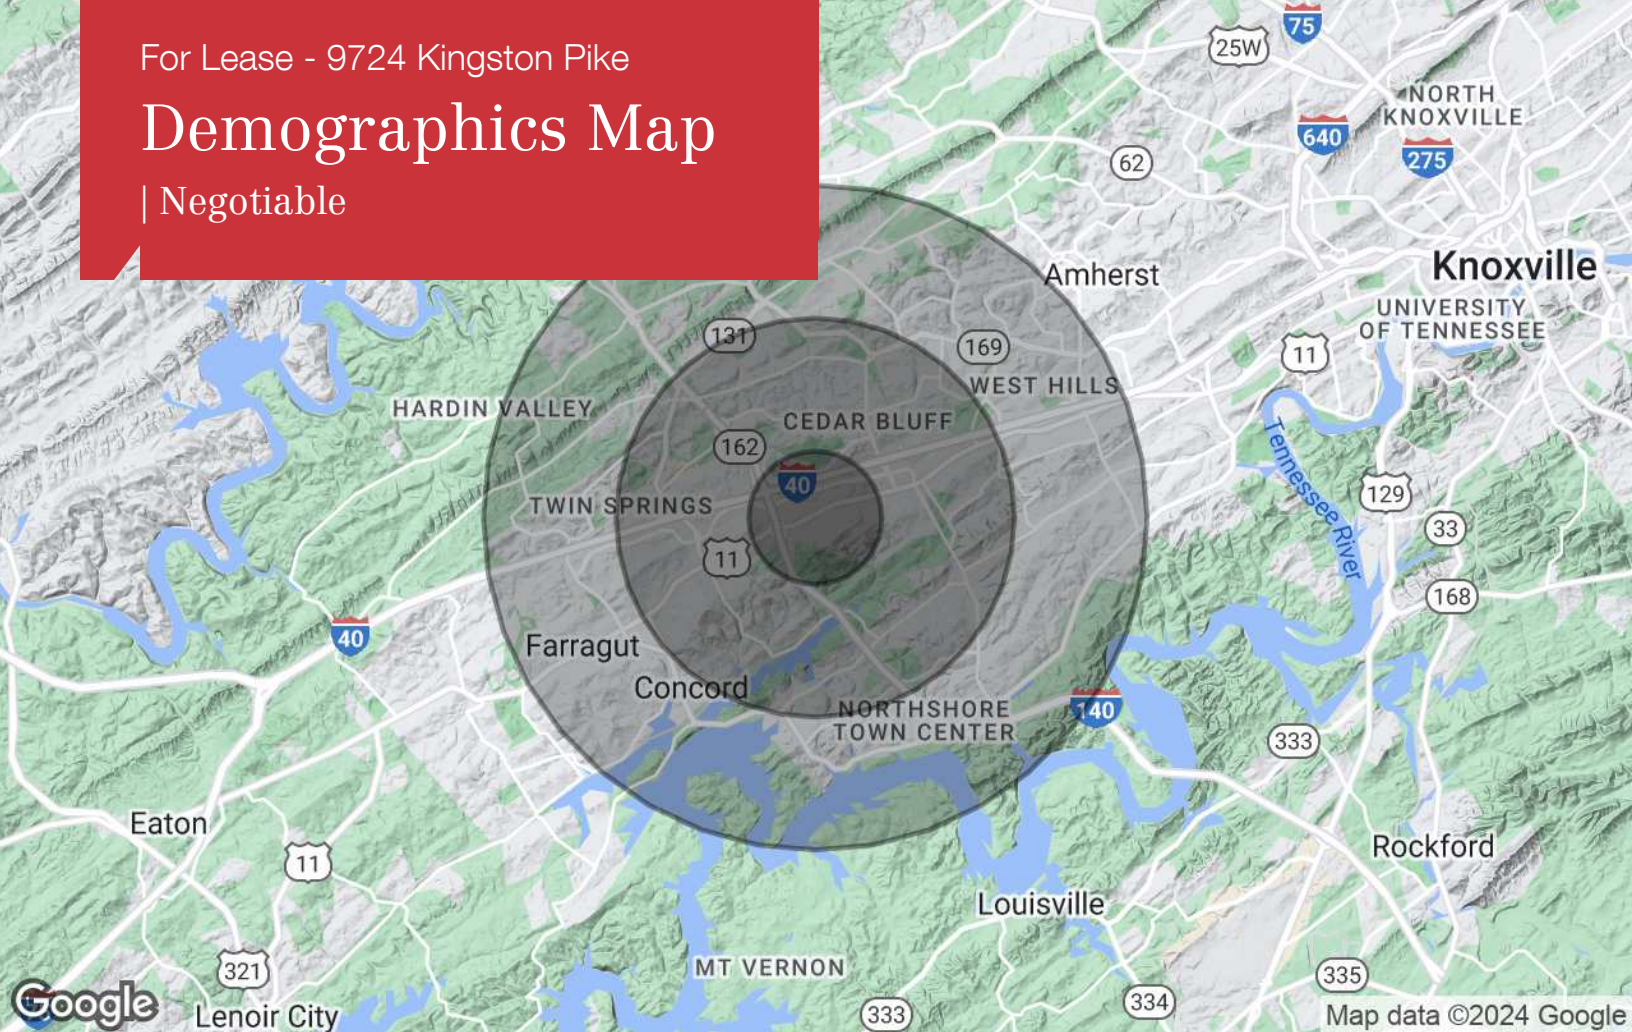 For Lease - 9724 Kingston Pike
Demographics Map
| Negotiable
75
25W
NORTH
KNOXVILLE
640
275
62
Knoxville
Amherst
UNIVERSITY
OF TENNESSEE
131
169
11
WEST HILLS
HARDIN VALLEY
CEDAR BLUFF
162
40
Tennessee River
129
TWIN SPRINGS
33
11
168
40
Farragut
Concord
NORTHSHORE
TOWN CENTER
140
333
Eaton
Rockford
11
Louisville
321
MT VERNON
335
334
333
Google
Lenoir City
Map data ©2024 Google